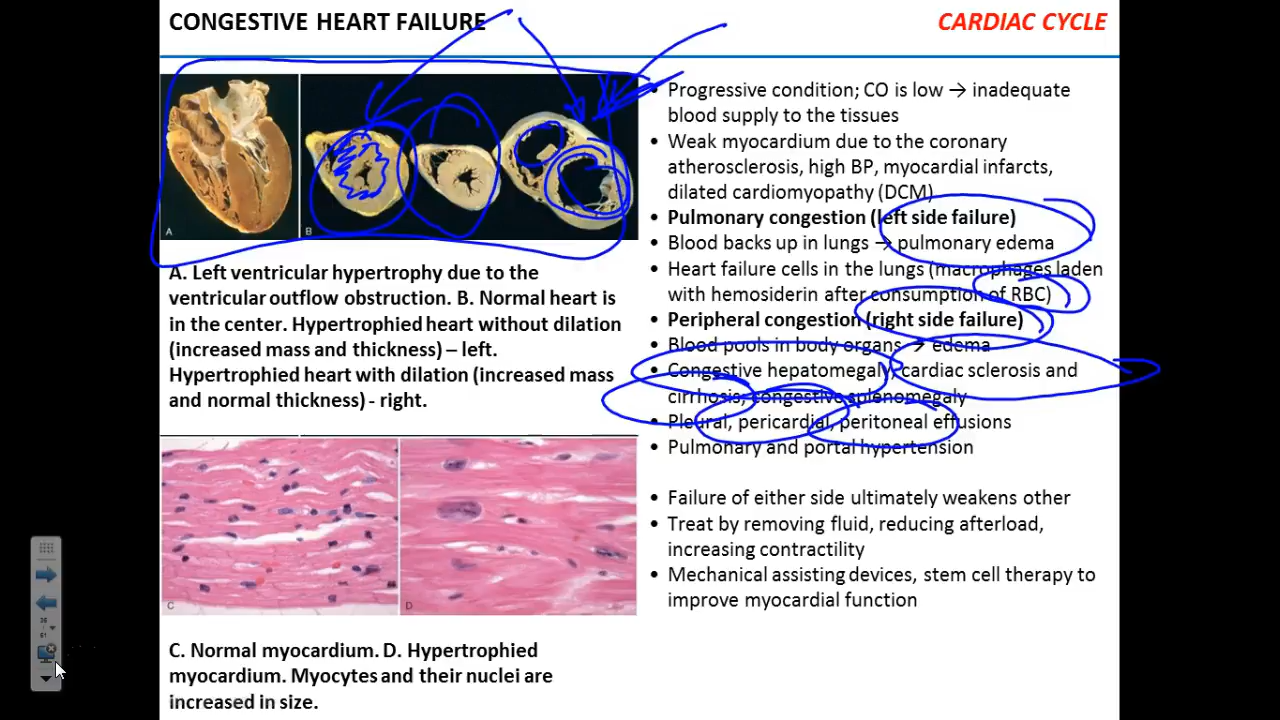 CONGESTIVE HEART FAILURE
CARDIAC CYCLE
A
B
A. Left ventricular hypertrophy due to the
ventricular outflow obstruction. B. Normal heart is
in the center. Hypertrophied heart without dilation
(increased mass and thickness) – left.
Hypertrophied heart with dilation (increased mass
and normal thickness) - right.
C
D
C. Normal myocardium. D. Hypertrophied
myocardium. Myocytes and their nuclei are
increased in size.
• Progressive condition; CO is low → inadequate
blood supply to the tissues
• Weak myocardium due to the coronary
atherosclerosis, high BP, myocardial infarcts,
dilated cardiomyopathy (DCM)
• Pulmonary congestion (left side failure)
• Blood backs up in lungs → pulmonary edema
• Heart failure cells in the lungs (macrophages laden
with hemosiderin after consumption of RBC)
• Peripheral congestion (right side failure)
• Blood pools in body organs → edema
• Congestive hepatomegaly, cardiac sclerosis and
cirrhosis, congestive splenomegaly
• Pleural, pericardial, peritoneal effusions
• Pulmonary and portal hypertension
• Failure of either side ultimately weakens other
• Treat by removing fluid, reducing afterload,
increasing contractility
• Mechanical assisting devices, stem cell therapy to
improve myocardial function